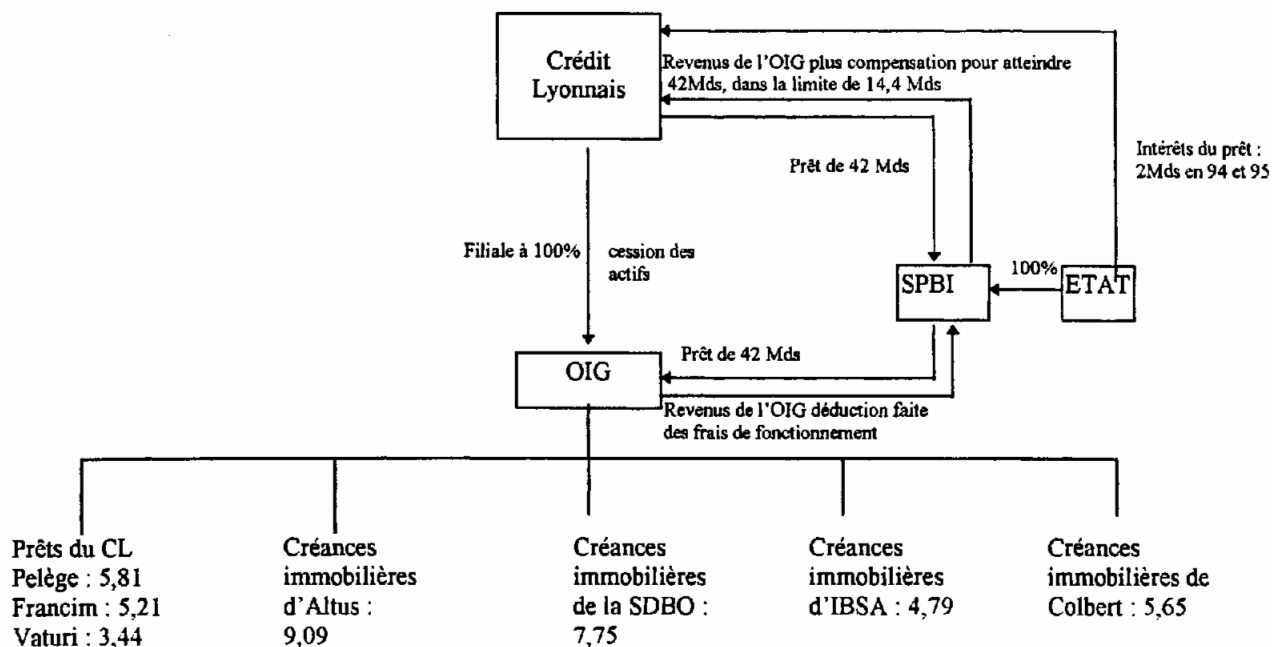 Crédit
Lyonnais
Revenus de l'OIG plus compensation pour atteindre
42Mds, dans la limite de 14,4 Mds
Prêt de 42 Mds
Intérêts du prêt :
2Mds en 94 et 95
Filiale à 100%
cession des
actifs
SPBI
100%
ETAT
OIG
Prêt de 42 Mds
Revenus de l'OIG déduction faite
des frais de fonctionnement
Prêts du CL
Pelège : 5,81
Francim : 5,21
Vaturi : 3,44
Créances
immobilières
d'Altus :
9,09
Créances
immobilières
de la SDBO :
7,75
Créances
immobilières
d'IBSA : 4,79
Créances
immobilières de
Colbert : 5,65